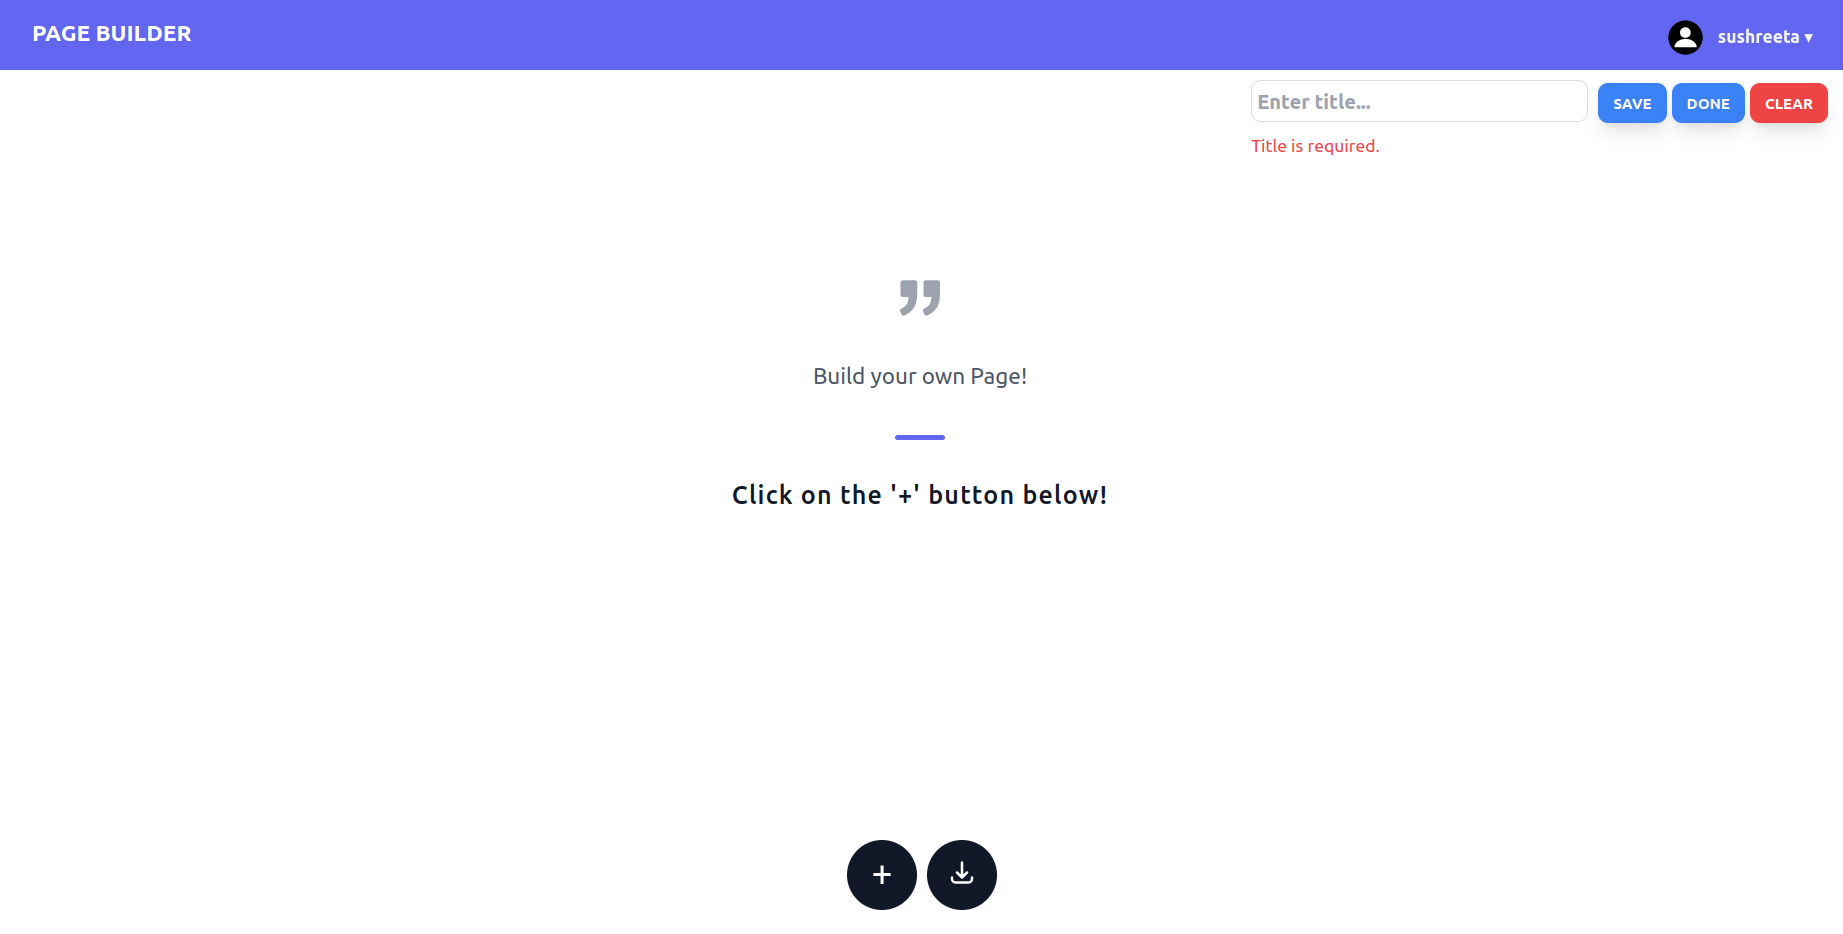 PAGE BUILDER
sushreeta ▾
Enter title...
SAVE
DONE
CLEAR
Title is required.
Build your own Page!
Click on the '+' button below!